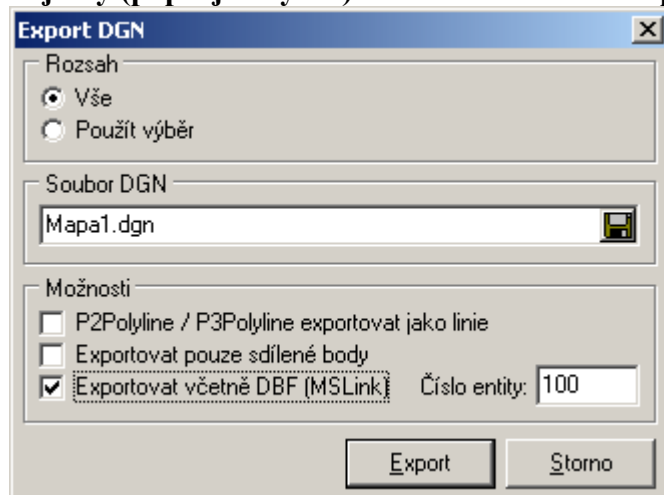 Export DGN
Rozsah
Vše
Použít výběr
Soubor DGN
Mapa1.dgn
Možnosti
P2Polyline / P3Polyline exportovat jako linie
Exportovat pouze sdílené body
Exportovat včetně DBF (MSLink) Číslo entity: 100
Export Storno